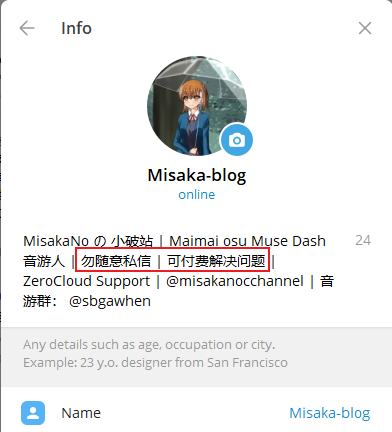 Info
Misaka-blog
online
MisakaNo の 小破站 | Maimai osu Muse Dash
24
音游人 | 勿随意私信 | 可付费解决问题 |
ZeroCloud Support | @misakanocchannel | 音
游群： @sbgawhen
Any details such as age, occupation or city.
Example: 23 y.o. designer from San Francisco
Name
Misaka-blog